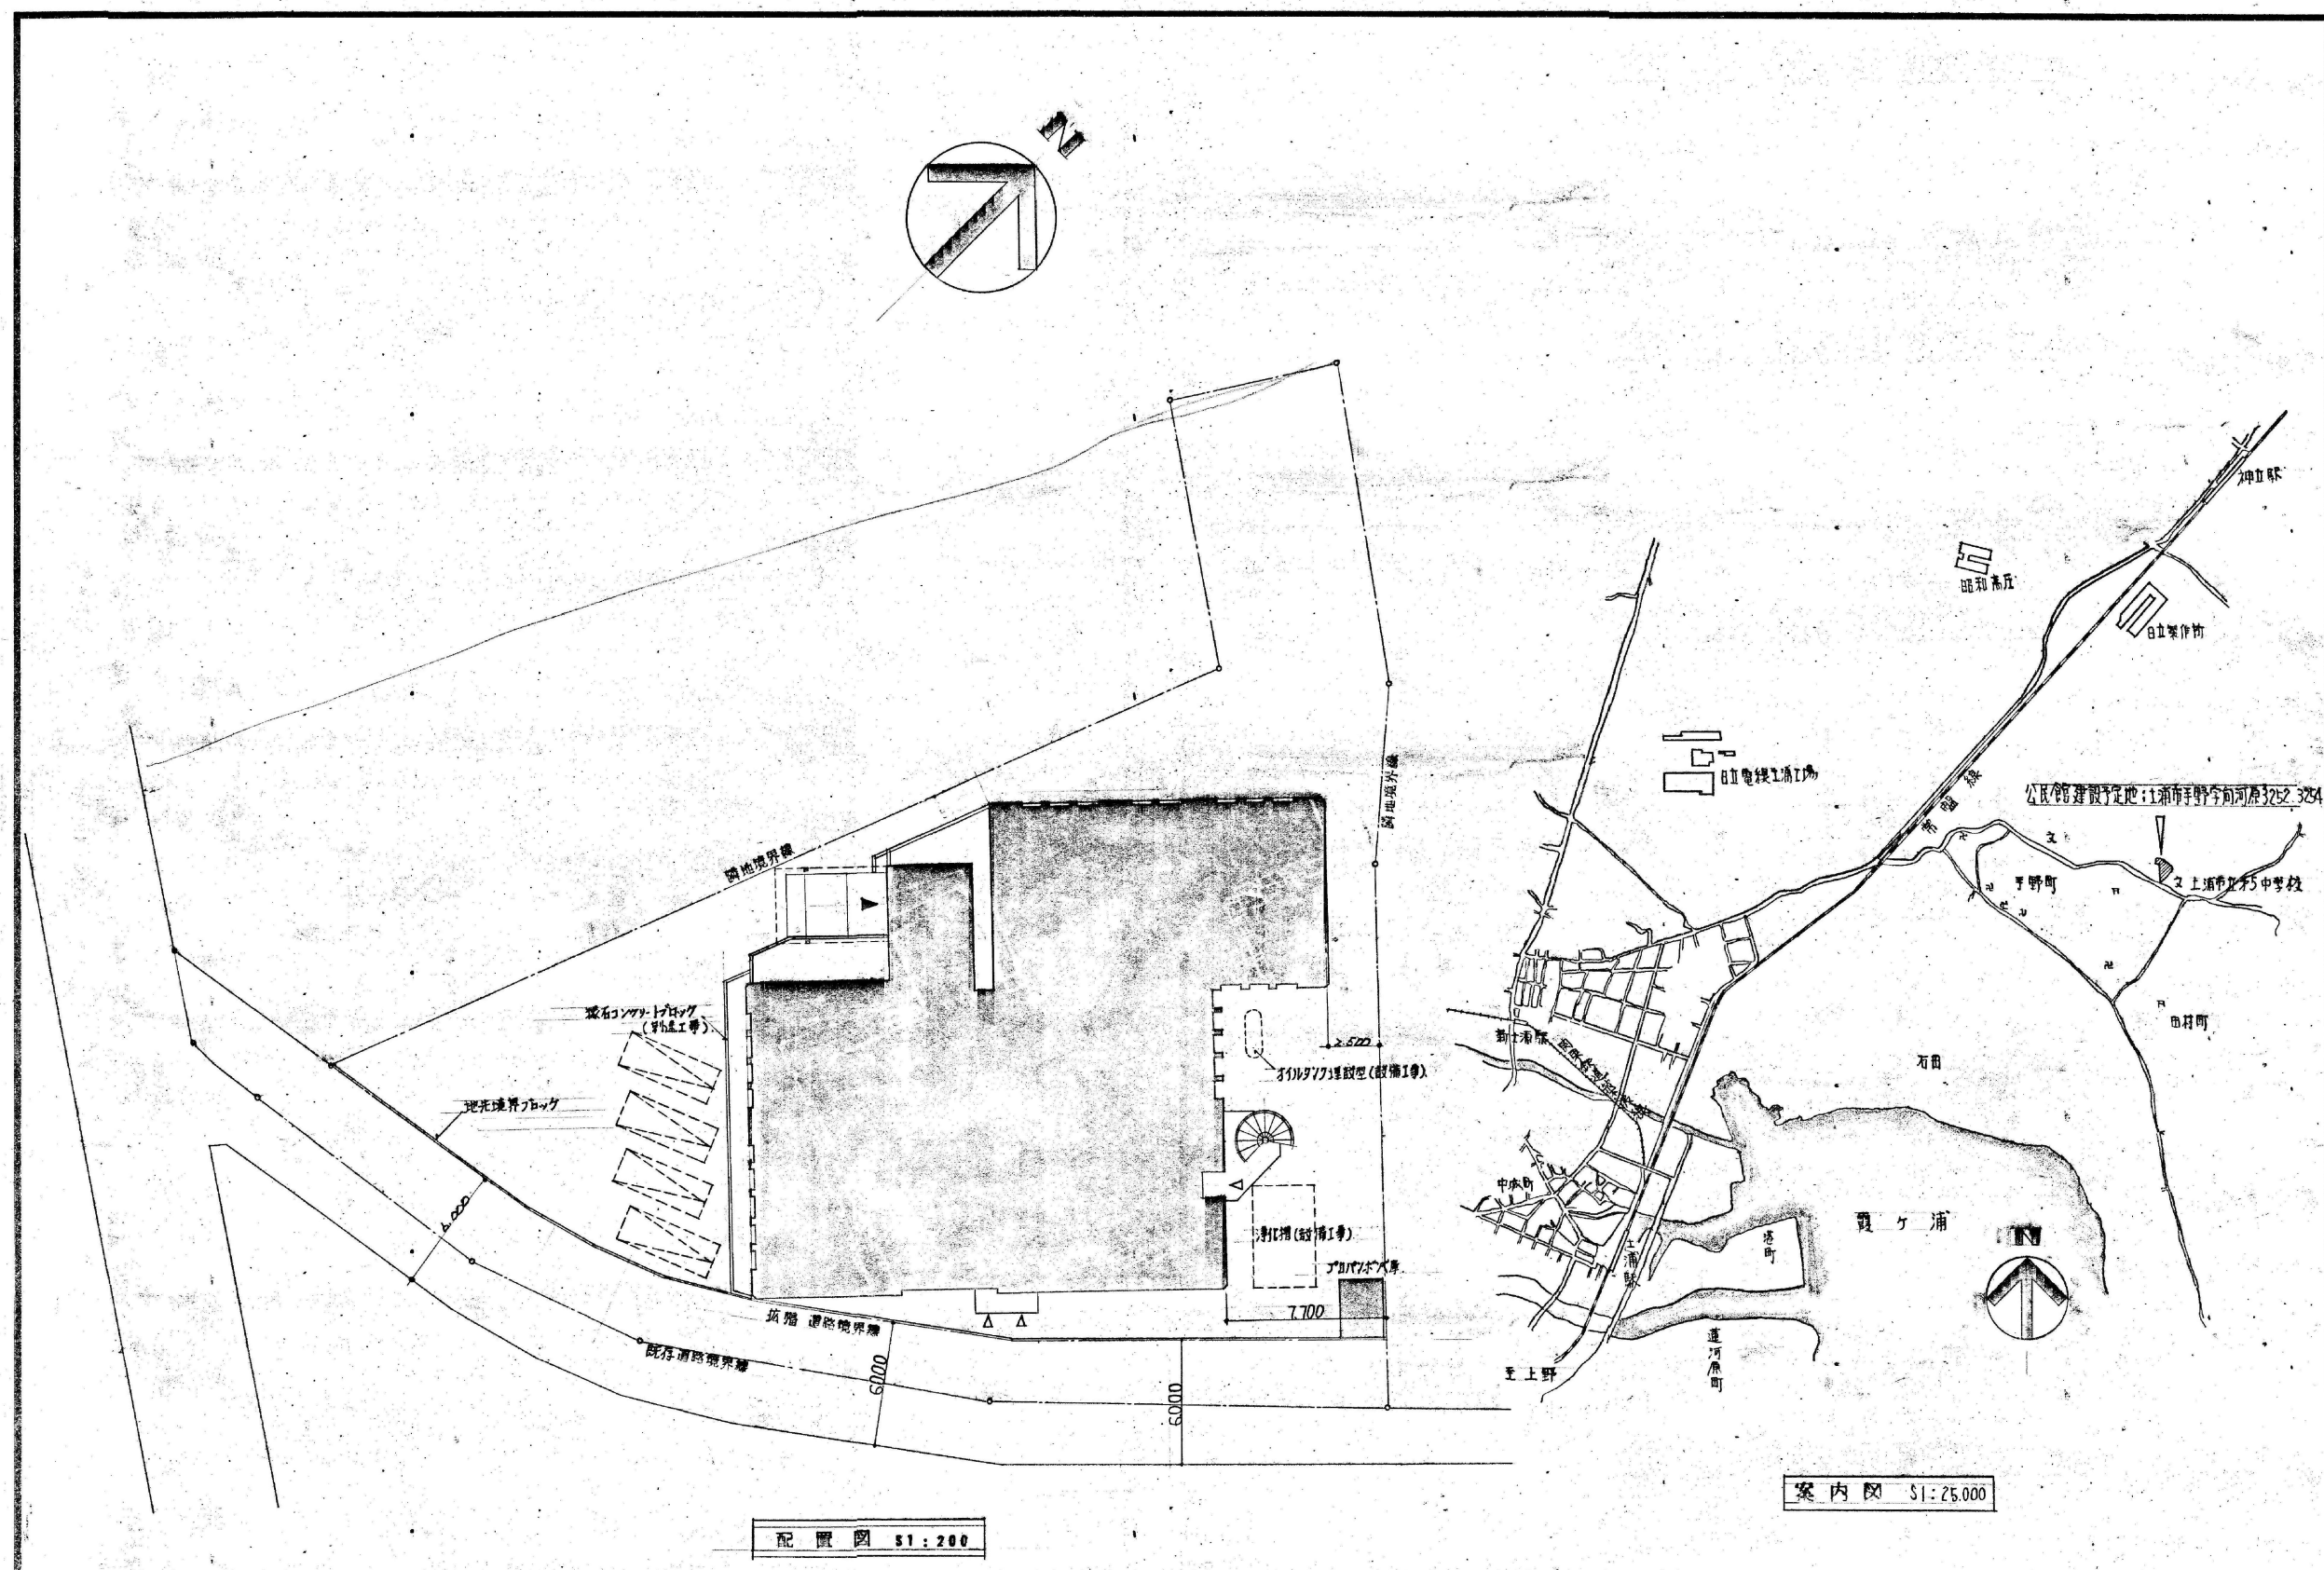 N
隣地境界線
隣地境界線
擬石コンクリートブロック
(別途工事)
地先境界ブロック
2.500
オイルタンク埋設型(設備工事)
浄化槽(設備工事)
プロパンボンベ庫
7.700
6.000
拡幅 道路境界線
既存道路境界線
6000
6000
配置図 S1:200
神立駅
昭和高圧
日立製作所
日立電線土浦工場
常磐線
公民館建設予定地:土浦市手野字向河原3252.3254
文
手野町
文 土浦市立第5中学校
田村町
石田
新土浦駅
中央町
土浦駅
港町
霞ヶ浦
N
蓮河原町
至上野
案内図 S1:25.000